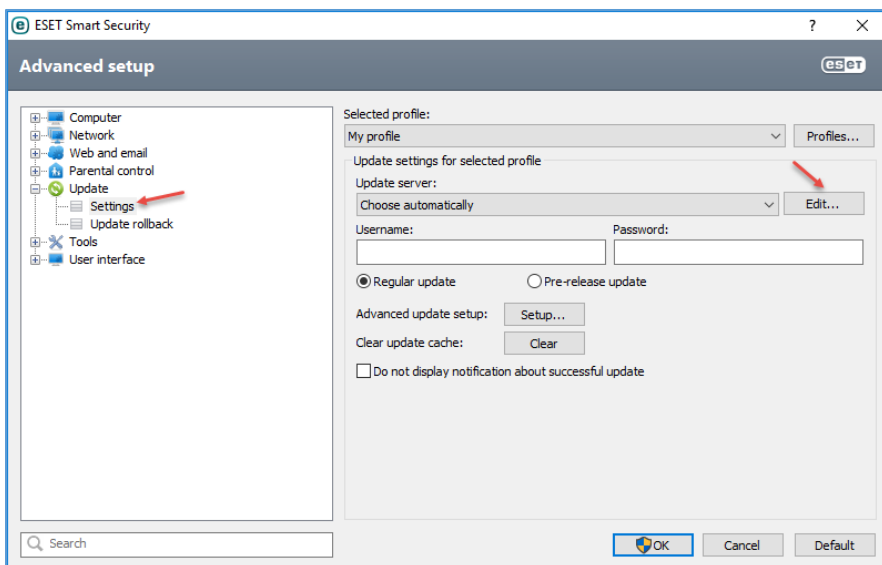 ESET Smart Security
?
Advanced setup
eset
Computer
Network
Web and email
Parental control
Update
Settings
Update rollback
Tools
User interface
Search
Selected profile:
My profile
Profiles...
Update settings for selected profile
Update server:
Choose automatically
Edit...
Username: Password:
Regular update Pre-release update
Advanced update setup: Setup...
Clear update cache: Clear
Do not display notification about successful update
OK Cancel Default